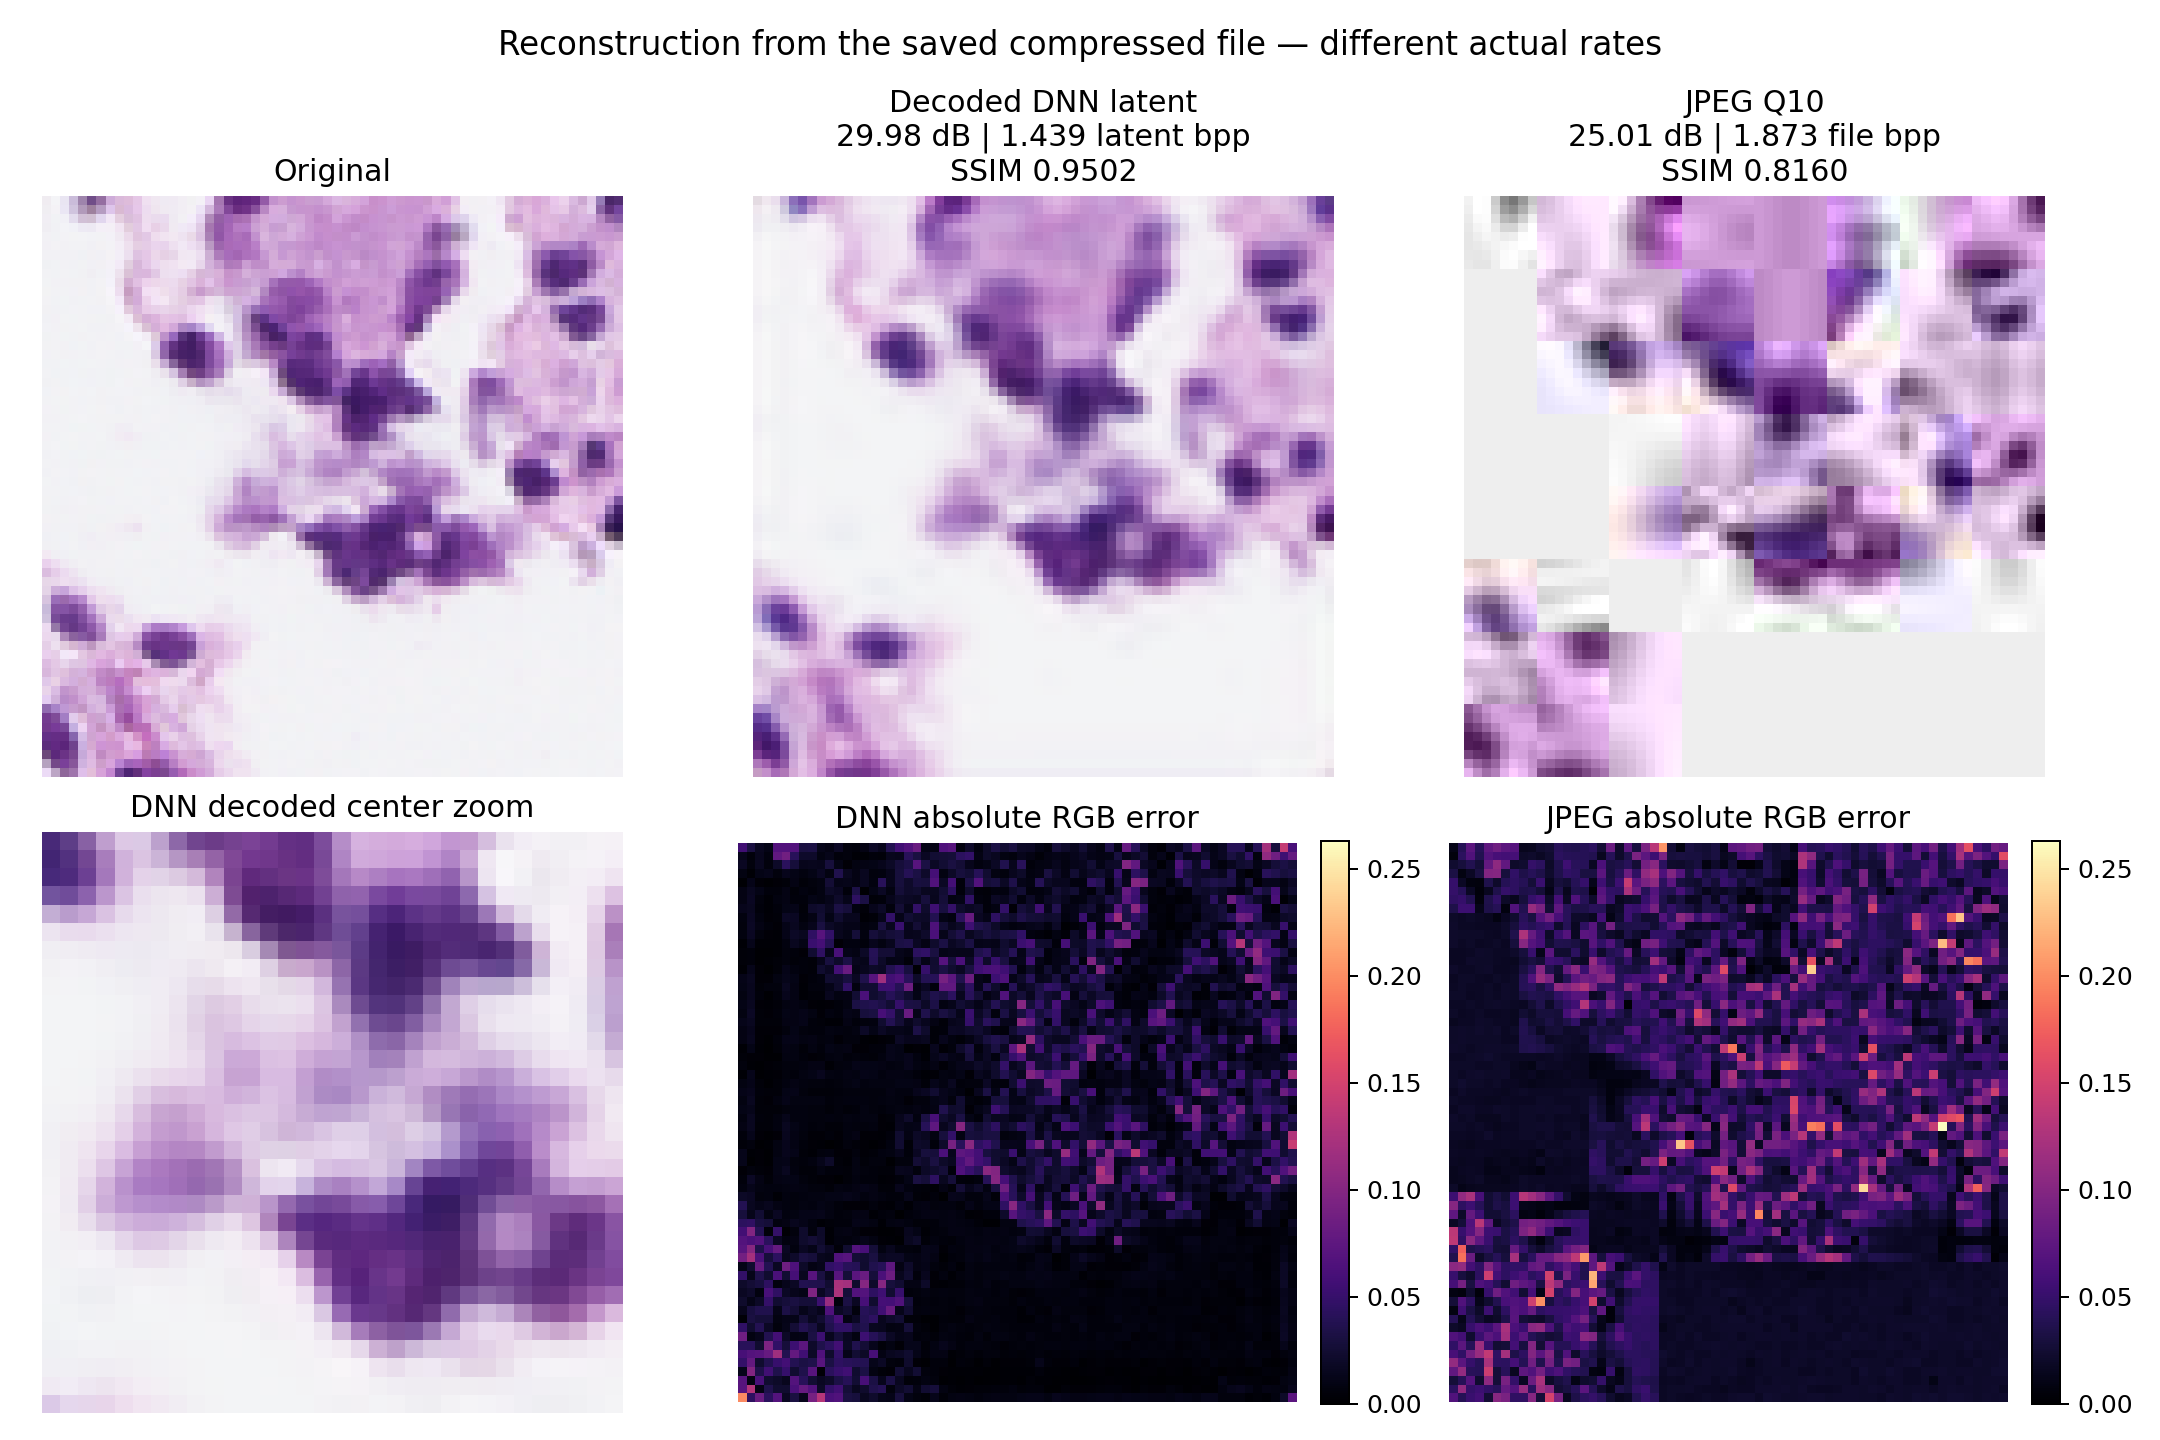 Reconstruction from the saved compressed file — different actual rates
Original
Decoded DNN latent
29.98 dB | 1.439 latent bpp
SSIM 0.9502
JPEG Q10
25.01 dB | 1.873 file bpp
SSIM 0.8160
DNN decoded center zoom
DNN absolute RGB error
0.25
0.20
0.15
0.10
0.05
0.00
JPEG absolute RGB error
0.25
0.20
0.15
0.10
0.05
0.00